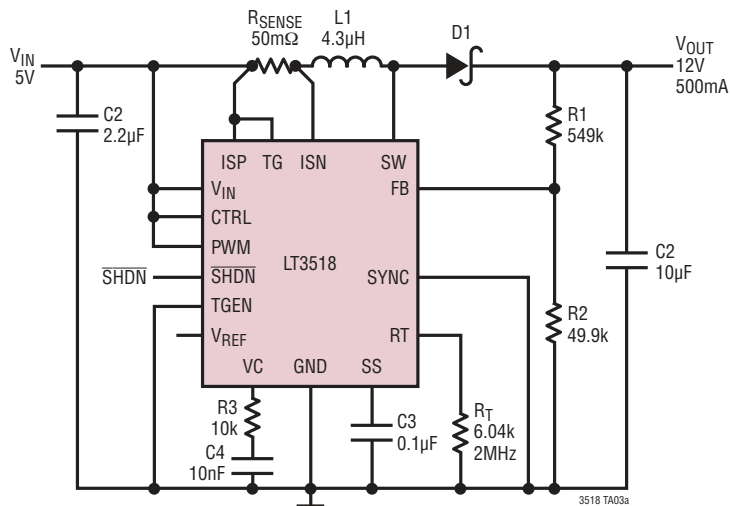 V_IN
5V
R_SENSE
50mΩ
L1
4.3µH
D1
V_OUT
12V
500mA
C2
2.2µF
R1
549k
ISP TG ISN SW
V_IN
CTRL
PWM
SHDN
SHDN
TGEN
V_REF
LT3518
FB
SYNC
RT
VC GND SS
C2
10µF
R2
49.9k
R3
10k
C4
10nF
C3
0.1µF
R_T
6.04k
2MHz
3518 TA03a